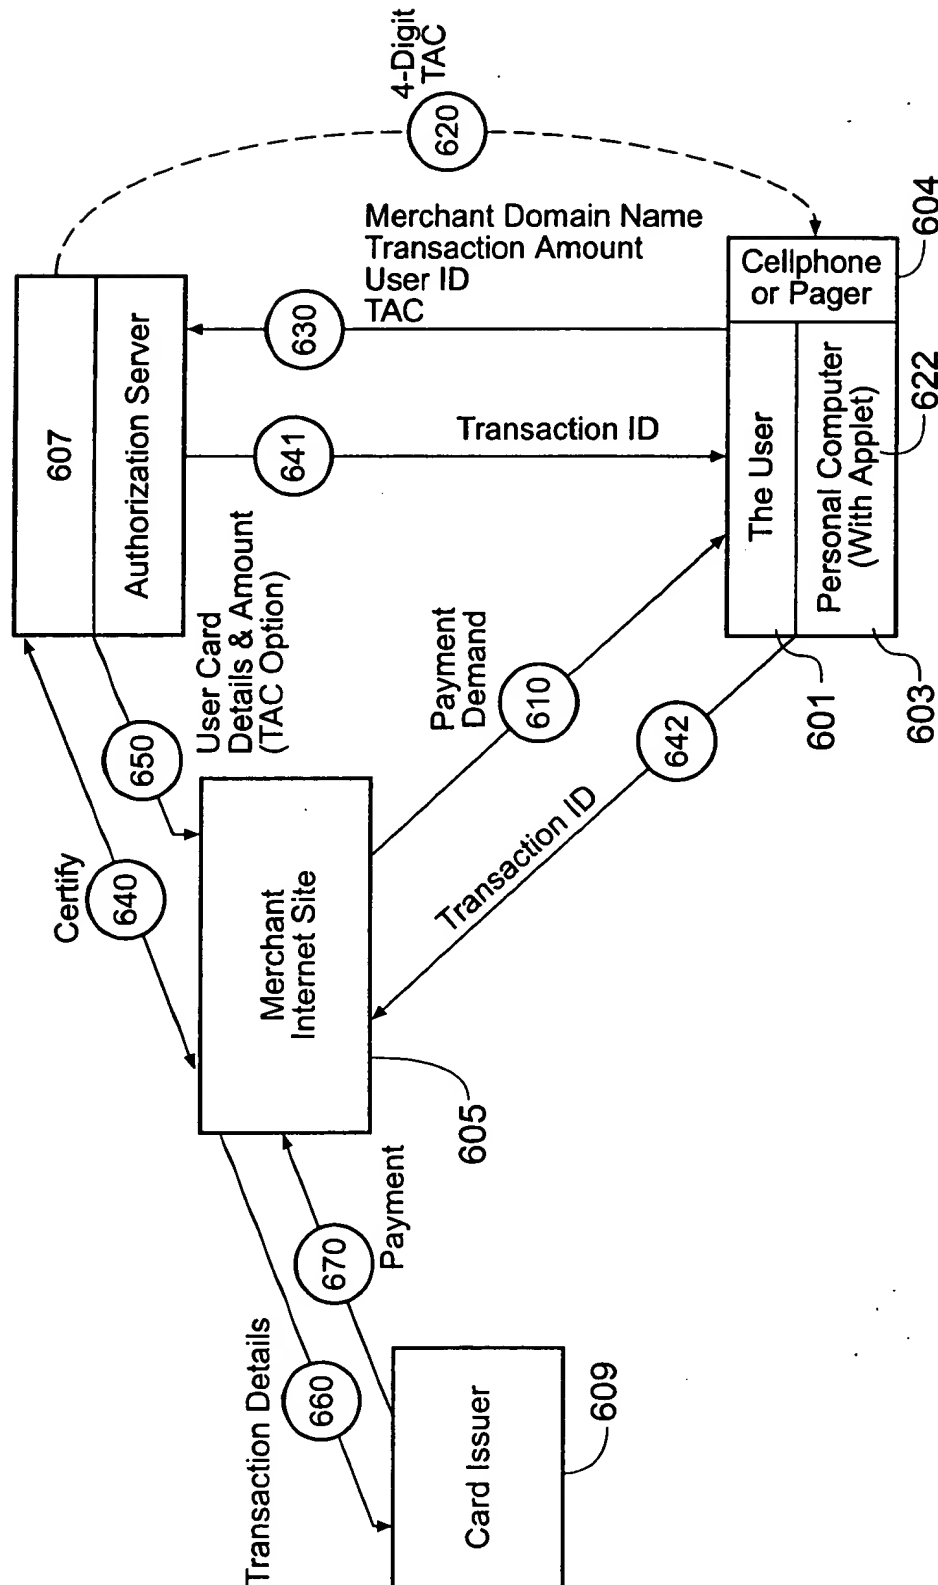 Transaction Details
660
Card Issuer
609
670
Payment
Certify
640
650
User Card
Details & Amount
(TAC Option)
Merchant
Internet Site
605
Payment
Demand
610
Transaction ID
642
607
Authorization Server
641
Transaction ID
630
Merchant Domain Name
Transaction Amount
User ID
TAC
620
4-Digit
TAC
The User
Personal Computer
(With Applet)
Cellphone
or Pager
601
603
622
604